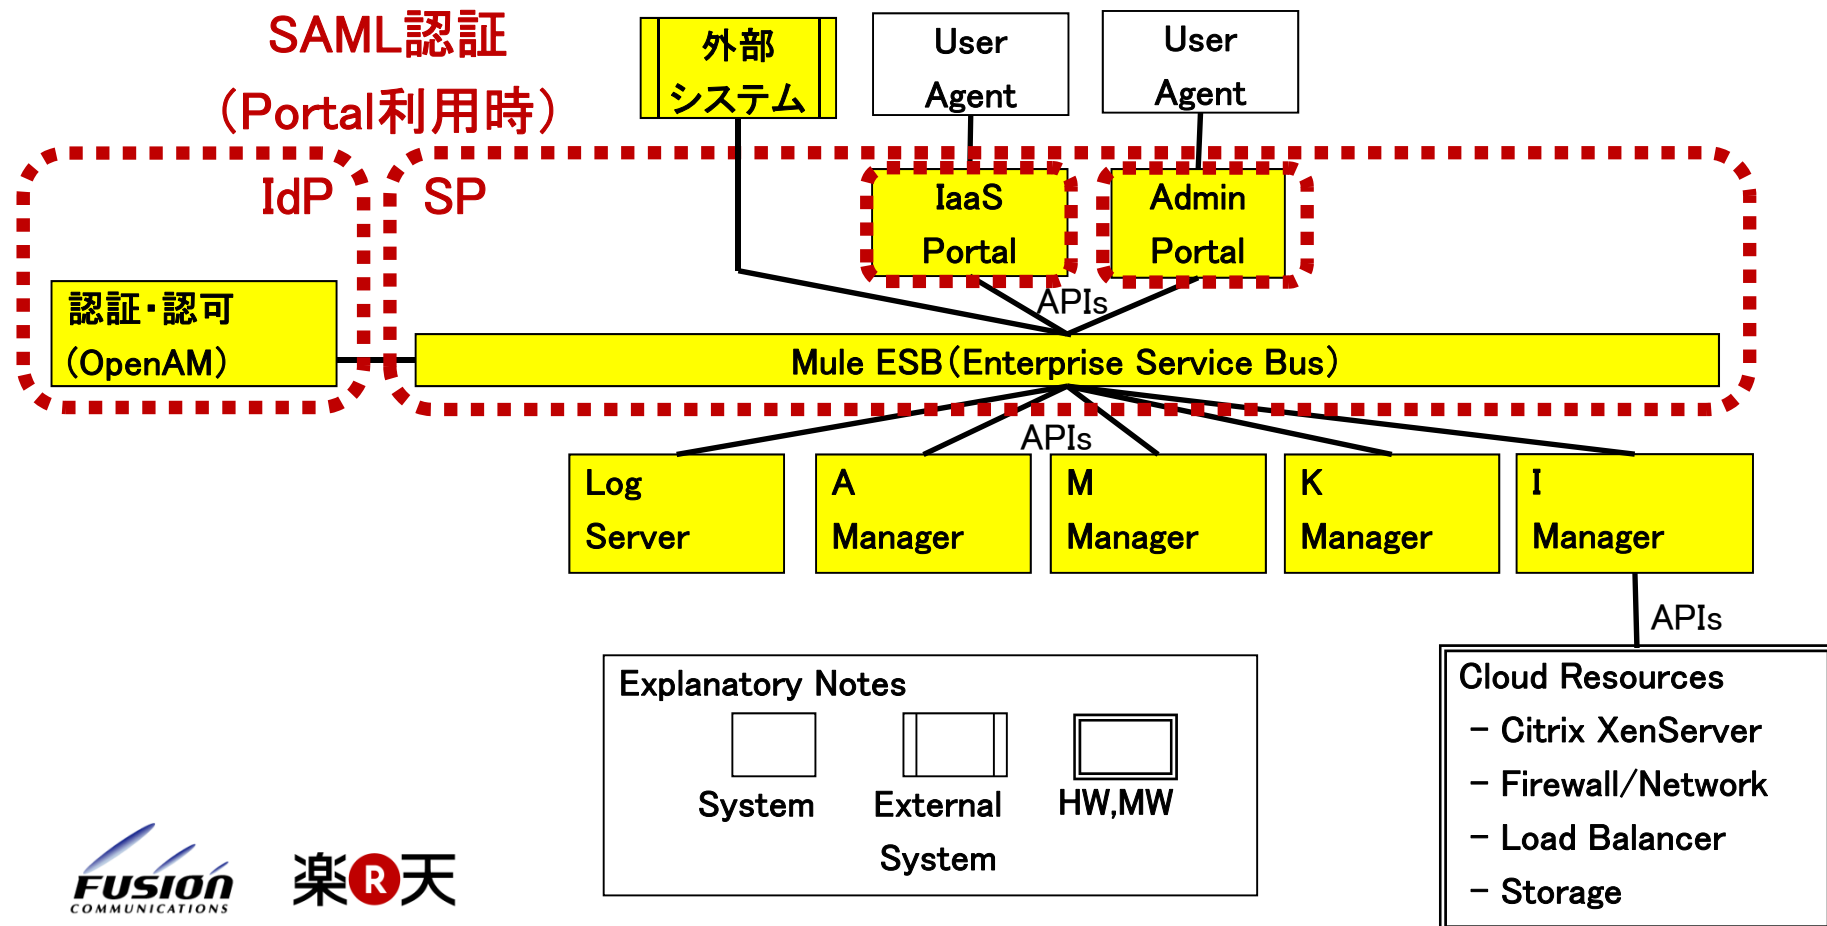 SAML認証
（Portal利用時）
外部
システム
User
Agent
User
Agent
IdP
SP
IaaS
Portal
Admin
Portal
APIs
認証・認可
（OpenAM）
Mule ESB（Enterprise Service Bus）
APIs
Log
Server
A
Manager
M
Manager
K
Manager
I
Manager
APIs
Explanatory Notes
System
External
System
HW,MW
Cloud Resources
- Citrix XenServer
- Firewall/Network
- Load Balancer
- Storage
FUSION
COMMUNICATIONS
楽R天